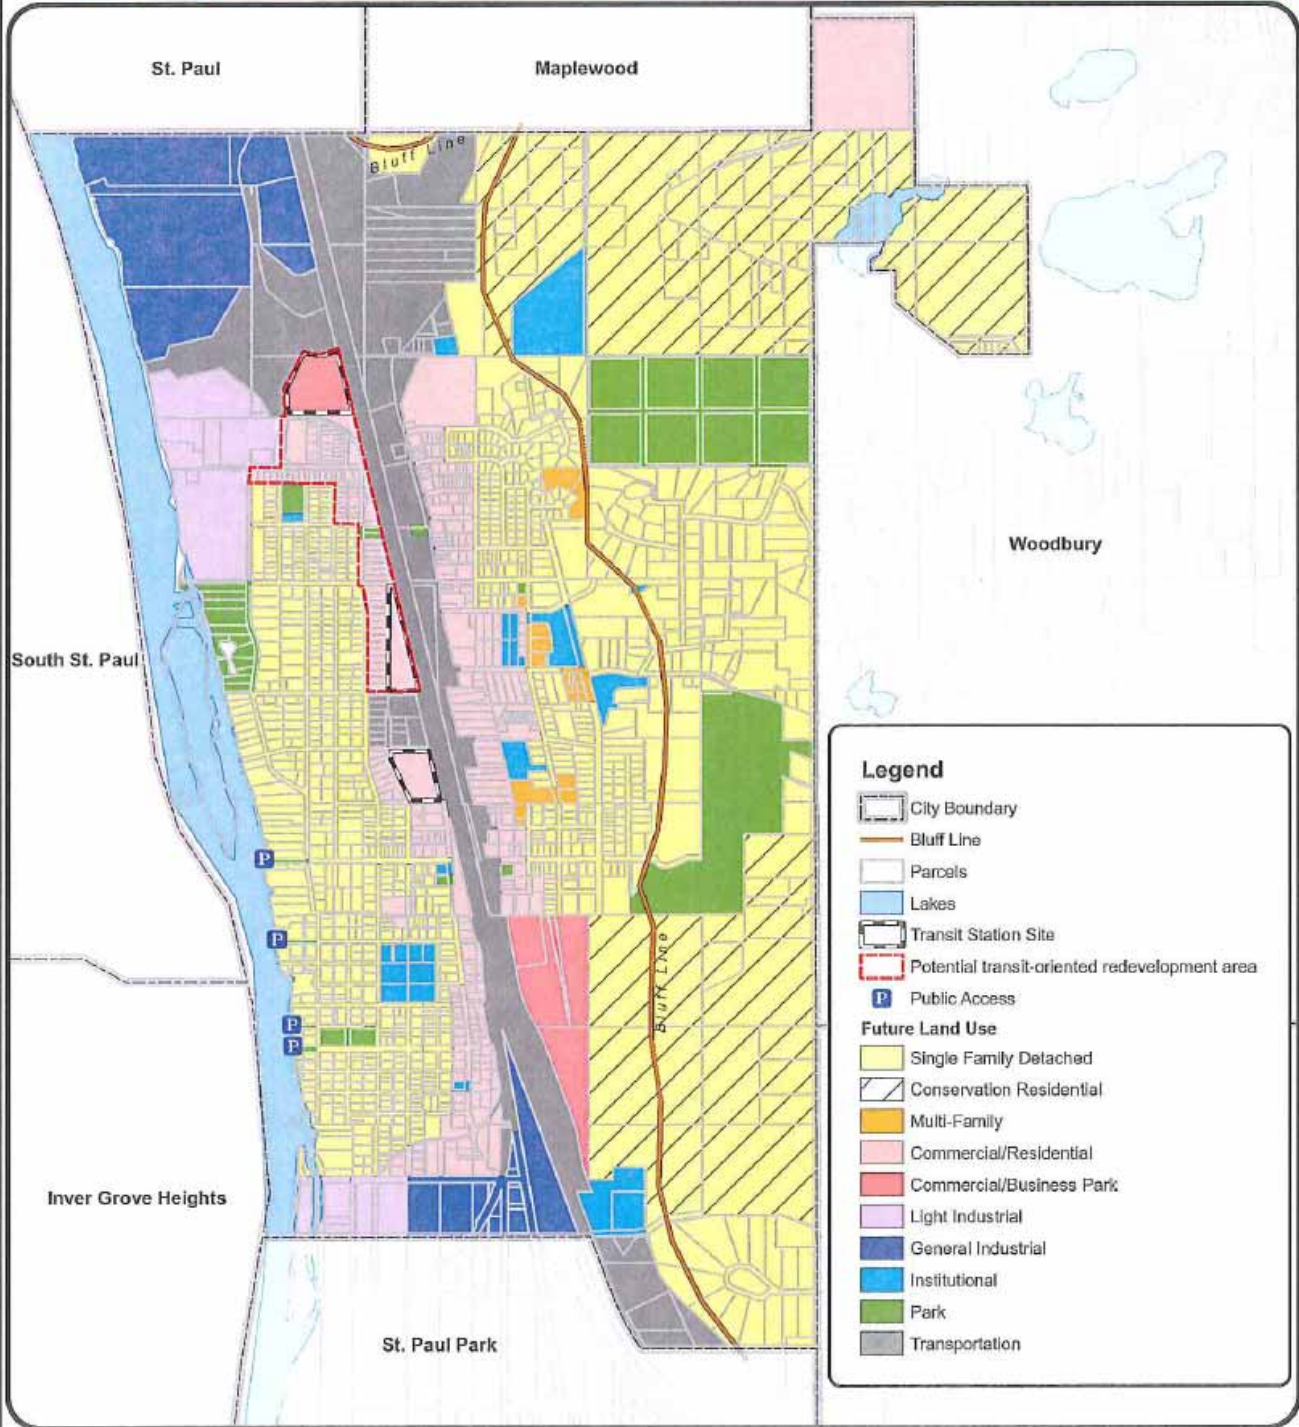 St. Paul
Maplewood
Bluff Line
Woodbury
South St. Paul
P
P
P
P
Bluff Line
Inver Grove Heights
St. Paul Park
Legend
City Boundary
Bluff Line
Parcels
Lakes
Transit Station Site
Potential transit-oriented redevelopment area
P Public Access
Future Land Use
Single Family Detached
Conservation Residential
Multi-Family
Commercial/Residential
Commercial/Business Park
Light Industrial
General Industrial
Institutional
Park
Transportation